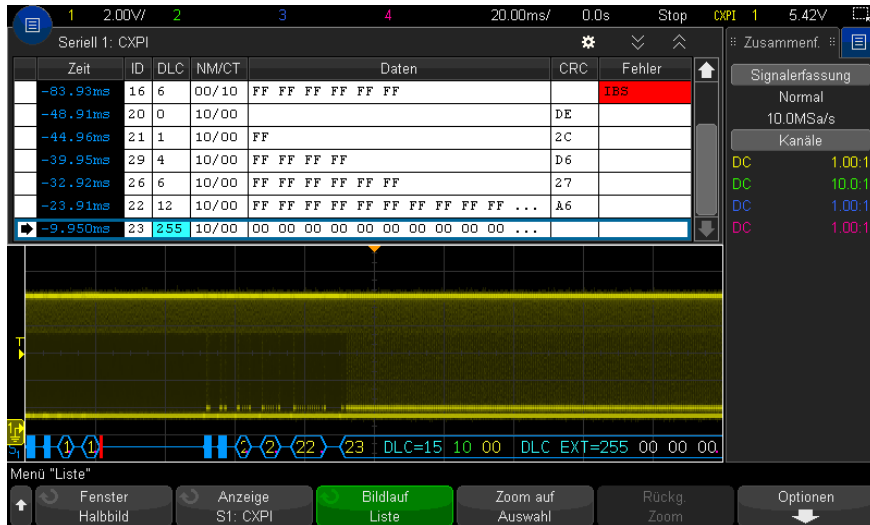 1 2.00V/ 2 3 4 20.00ms/ 0.0s Stop CXPI 1 5.42V
Seriell 1: CXPI
Zusammenf.
Zeit ID DLC NM/CT Daten CRC Fehler
-83.93ms 16 6 00/10 FF FF FF FF FF FF IBS
-48.91ms 20 0 10/00 DE
-44.96ms 21 1 10/00 FF 2C
-39.95ms 29 4 10/00 FF FF FF FF D6
-32.92ms 26 6 10/00 FF FF FF FF FF FF 27
-23.91ms 22 12 10/00 FF FF FF FF FF FF FF FF FF FF ... A6
-9.950ms 23 255 10/00 00 00 00 00 00 00 00 00 00 00 ...
Signalerfassung
Normal
10.0MSa/s
Kanäle
DC 1.00:1
DC 10.0:1
DC 1.00:1
DC 1.00:1
T
1
S1 1 1 2 2 22 23 DLC=15 10 00 DLC EXT=255 00 00 00
Menü "Liste"
Fenster
Halbbild
Anzeige
S1: CXPI
Bildlauf
Liste
Zoom auf
Auswahl
Rückg.
Zoom
Optionen